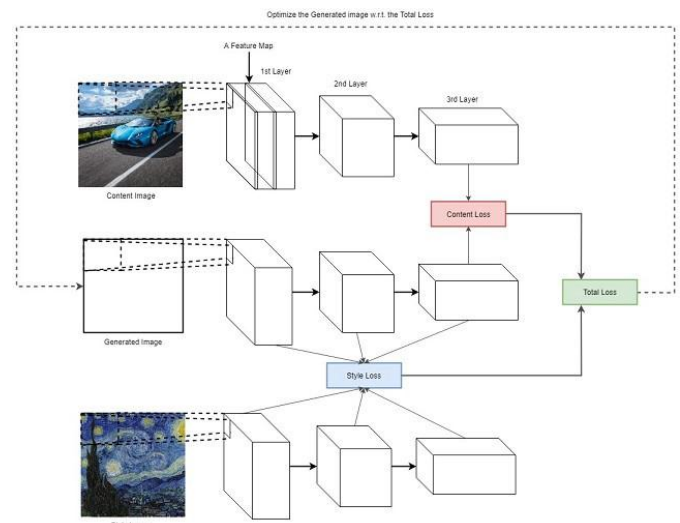 Optimize the Generated image w.r.t. the Total Loss
A Feature Map
1st Layer
2nd Layer
3rd Layer
Content Image
Content Loss
Total Loss
Generated Image
Style Loss